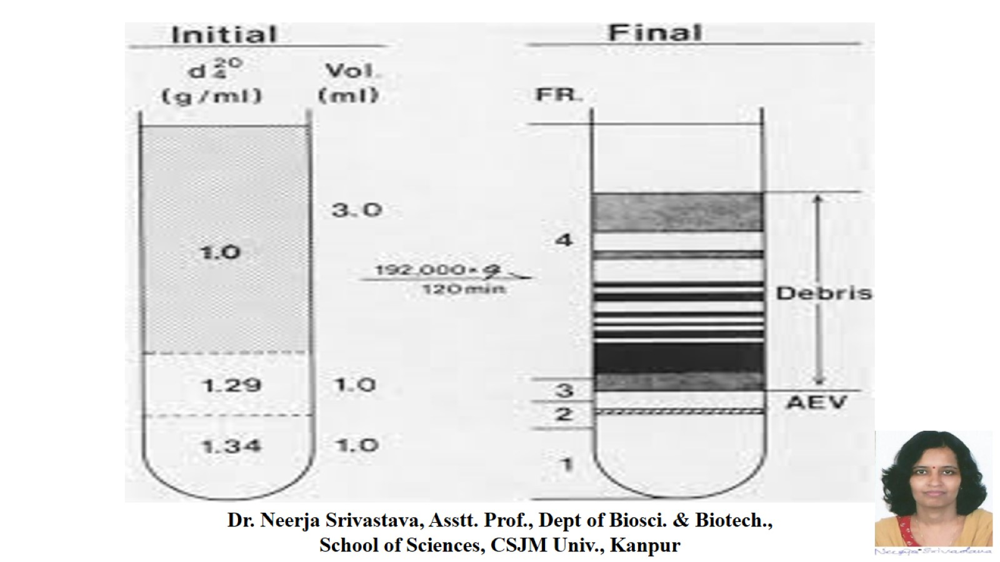 Initial
Final
d 20 4
(g/ml)
Vol.
(ml)
FR.
3.0
1.0
4
192,000×g
120min
Debris
1.29
1.0
3
AEV
2
1.34
1.0
1
Dr. Neerja Srivastava, Asstt. Prof., Dept of Biosci. & Biotech.,
School of Sciences, CSJM Univ., Kanpur
Neerja Srivastava